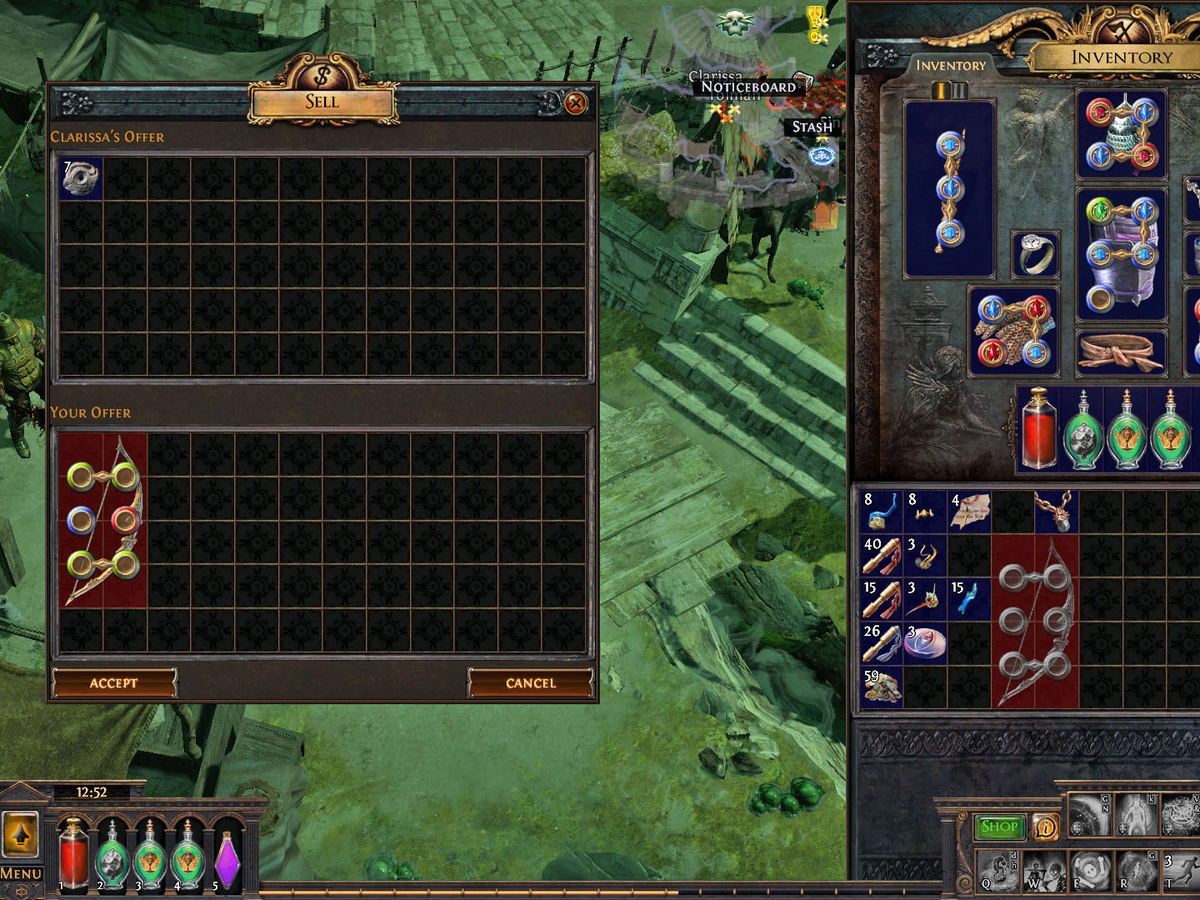 SELL
CLARISSA'S OFFER
7
YOUR OFFER
ACCEPT
CANCEL
Clarissa
NOTICEBOARD
STASH
INVENTORY
INVENTORY
I II
8 8 4
40 3
15 3 15
26 3
59
12:52
MENU
1 2 3 4 5
SHOP
Q W E R T
3